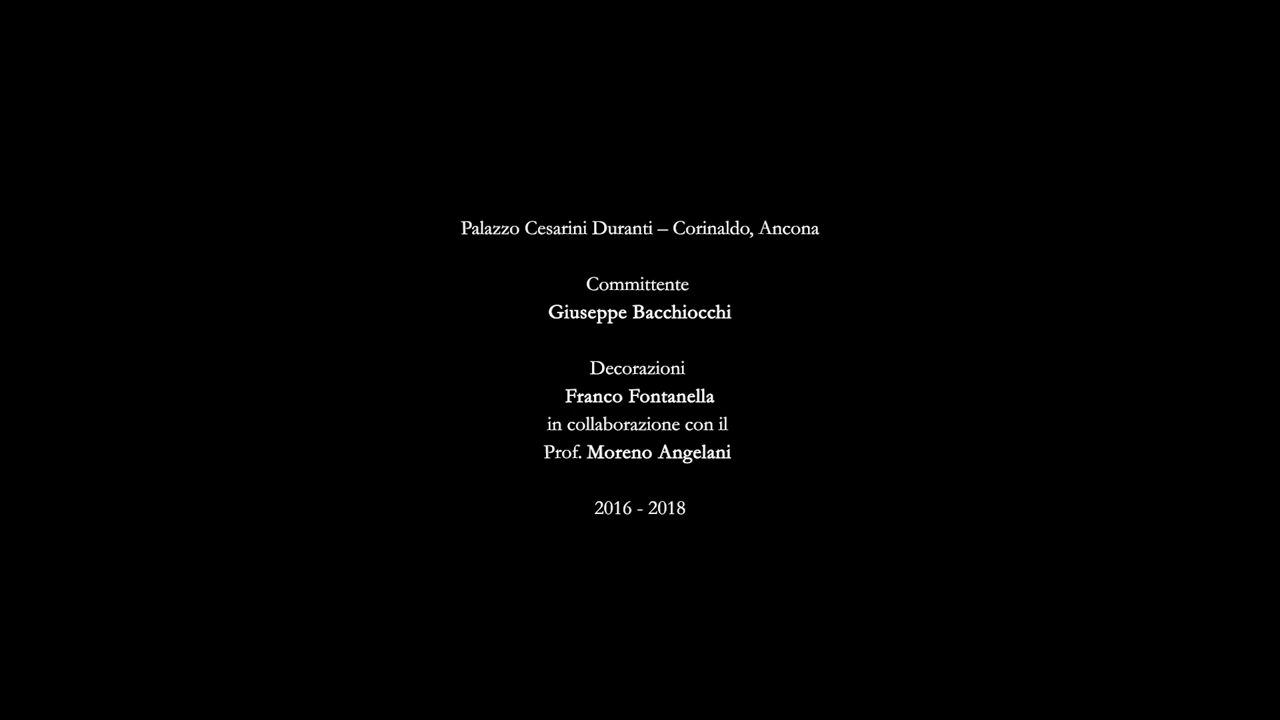 Palazzo Cesarini Duranti – Corinaldo, Ancona
Committente
Giuseppe Bacchiocchi
Decorazioni
Franco Fontanella
in collaborazione con il
Prof. Moreno Angelani
2016 - 2018